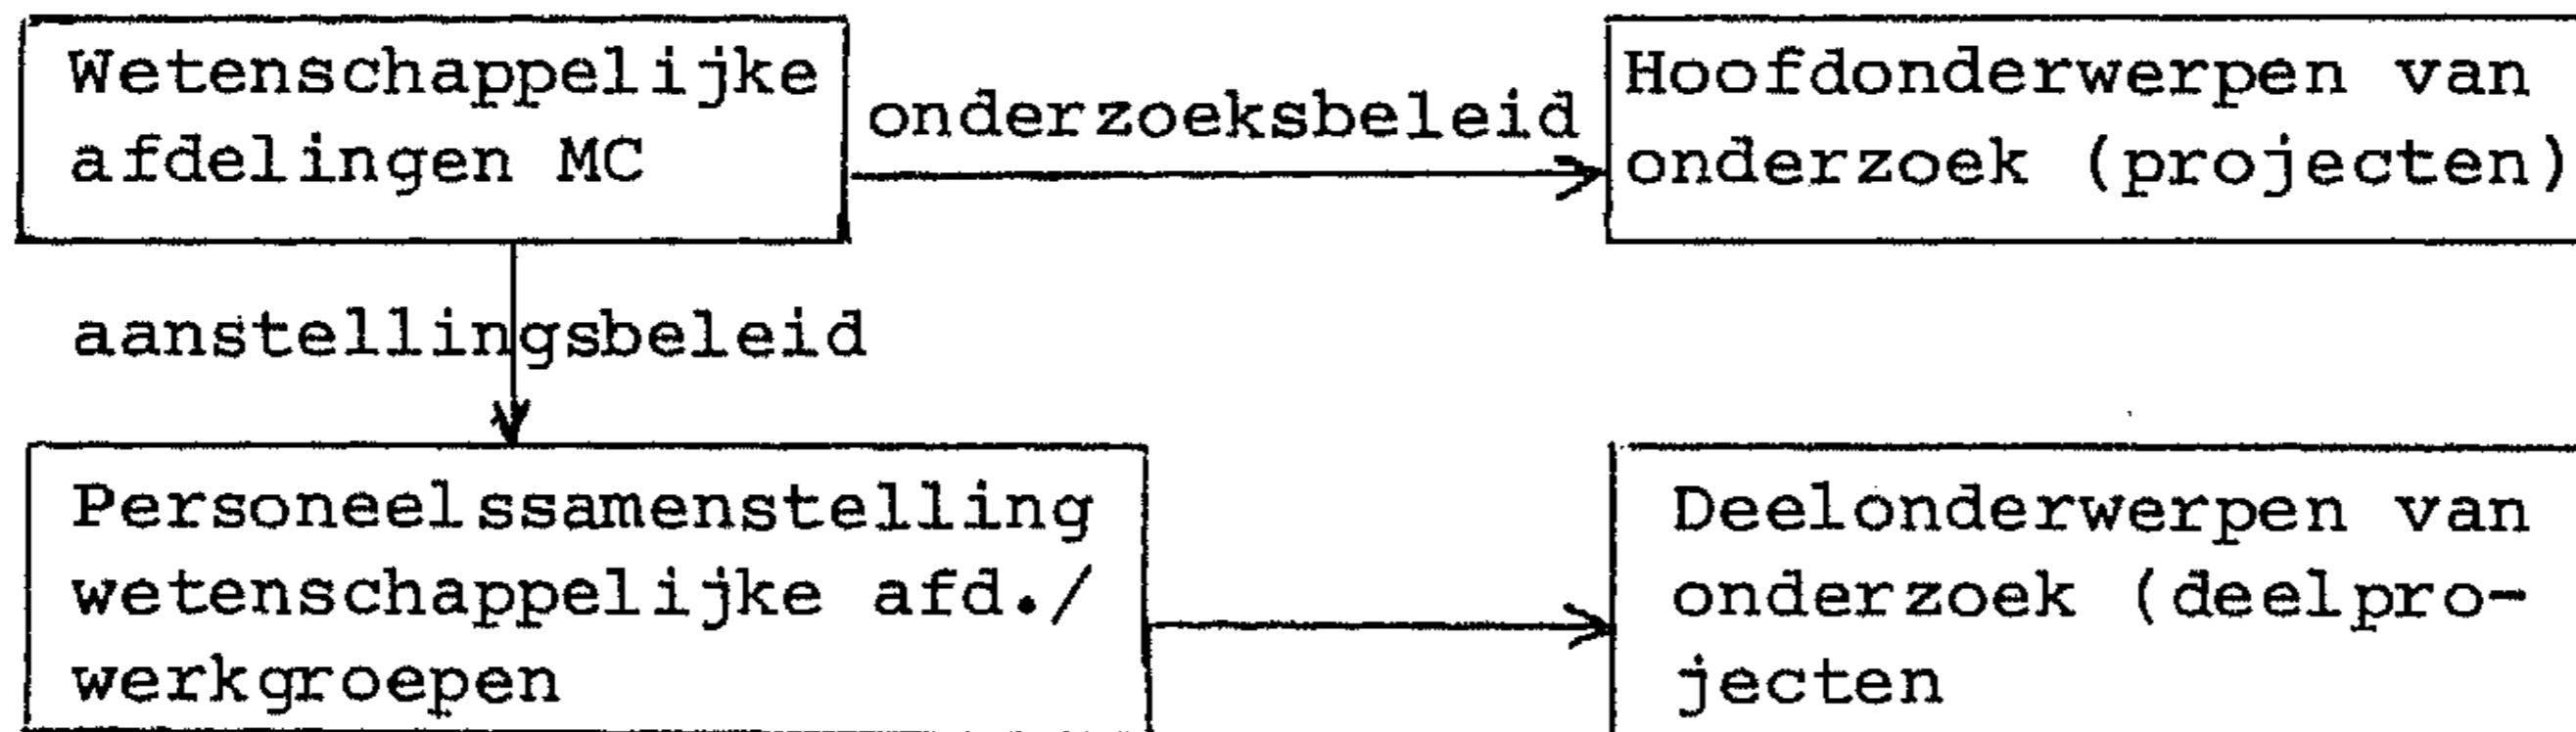 Wetenschappelijke
afdelingen MC
onderzoeksbeleid
Hoofdonderwerpen van
onderzoek (projecten)
aanstellingsbeleid
Personeelssamenstelling
wetenschappelijke afd./
werkgroepen
Deelonderwerpen van
onderzoek (deelpro-
jecten